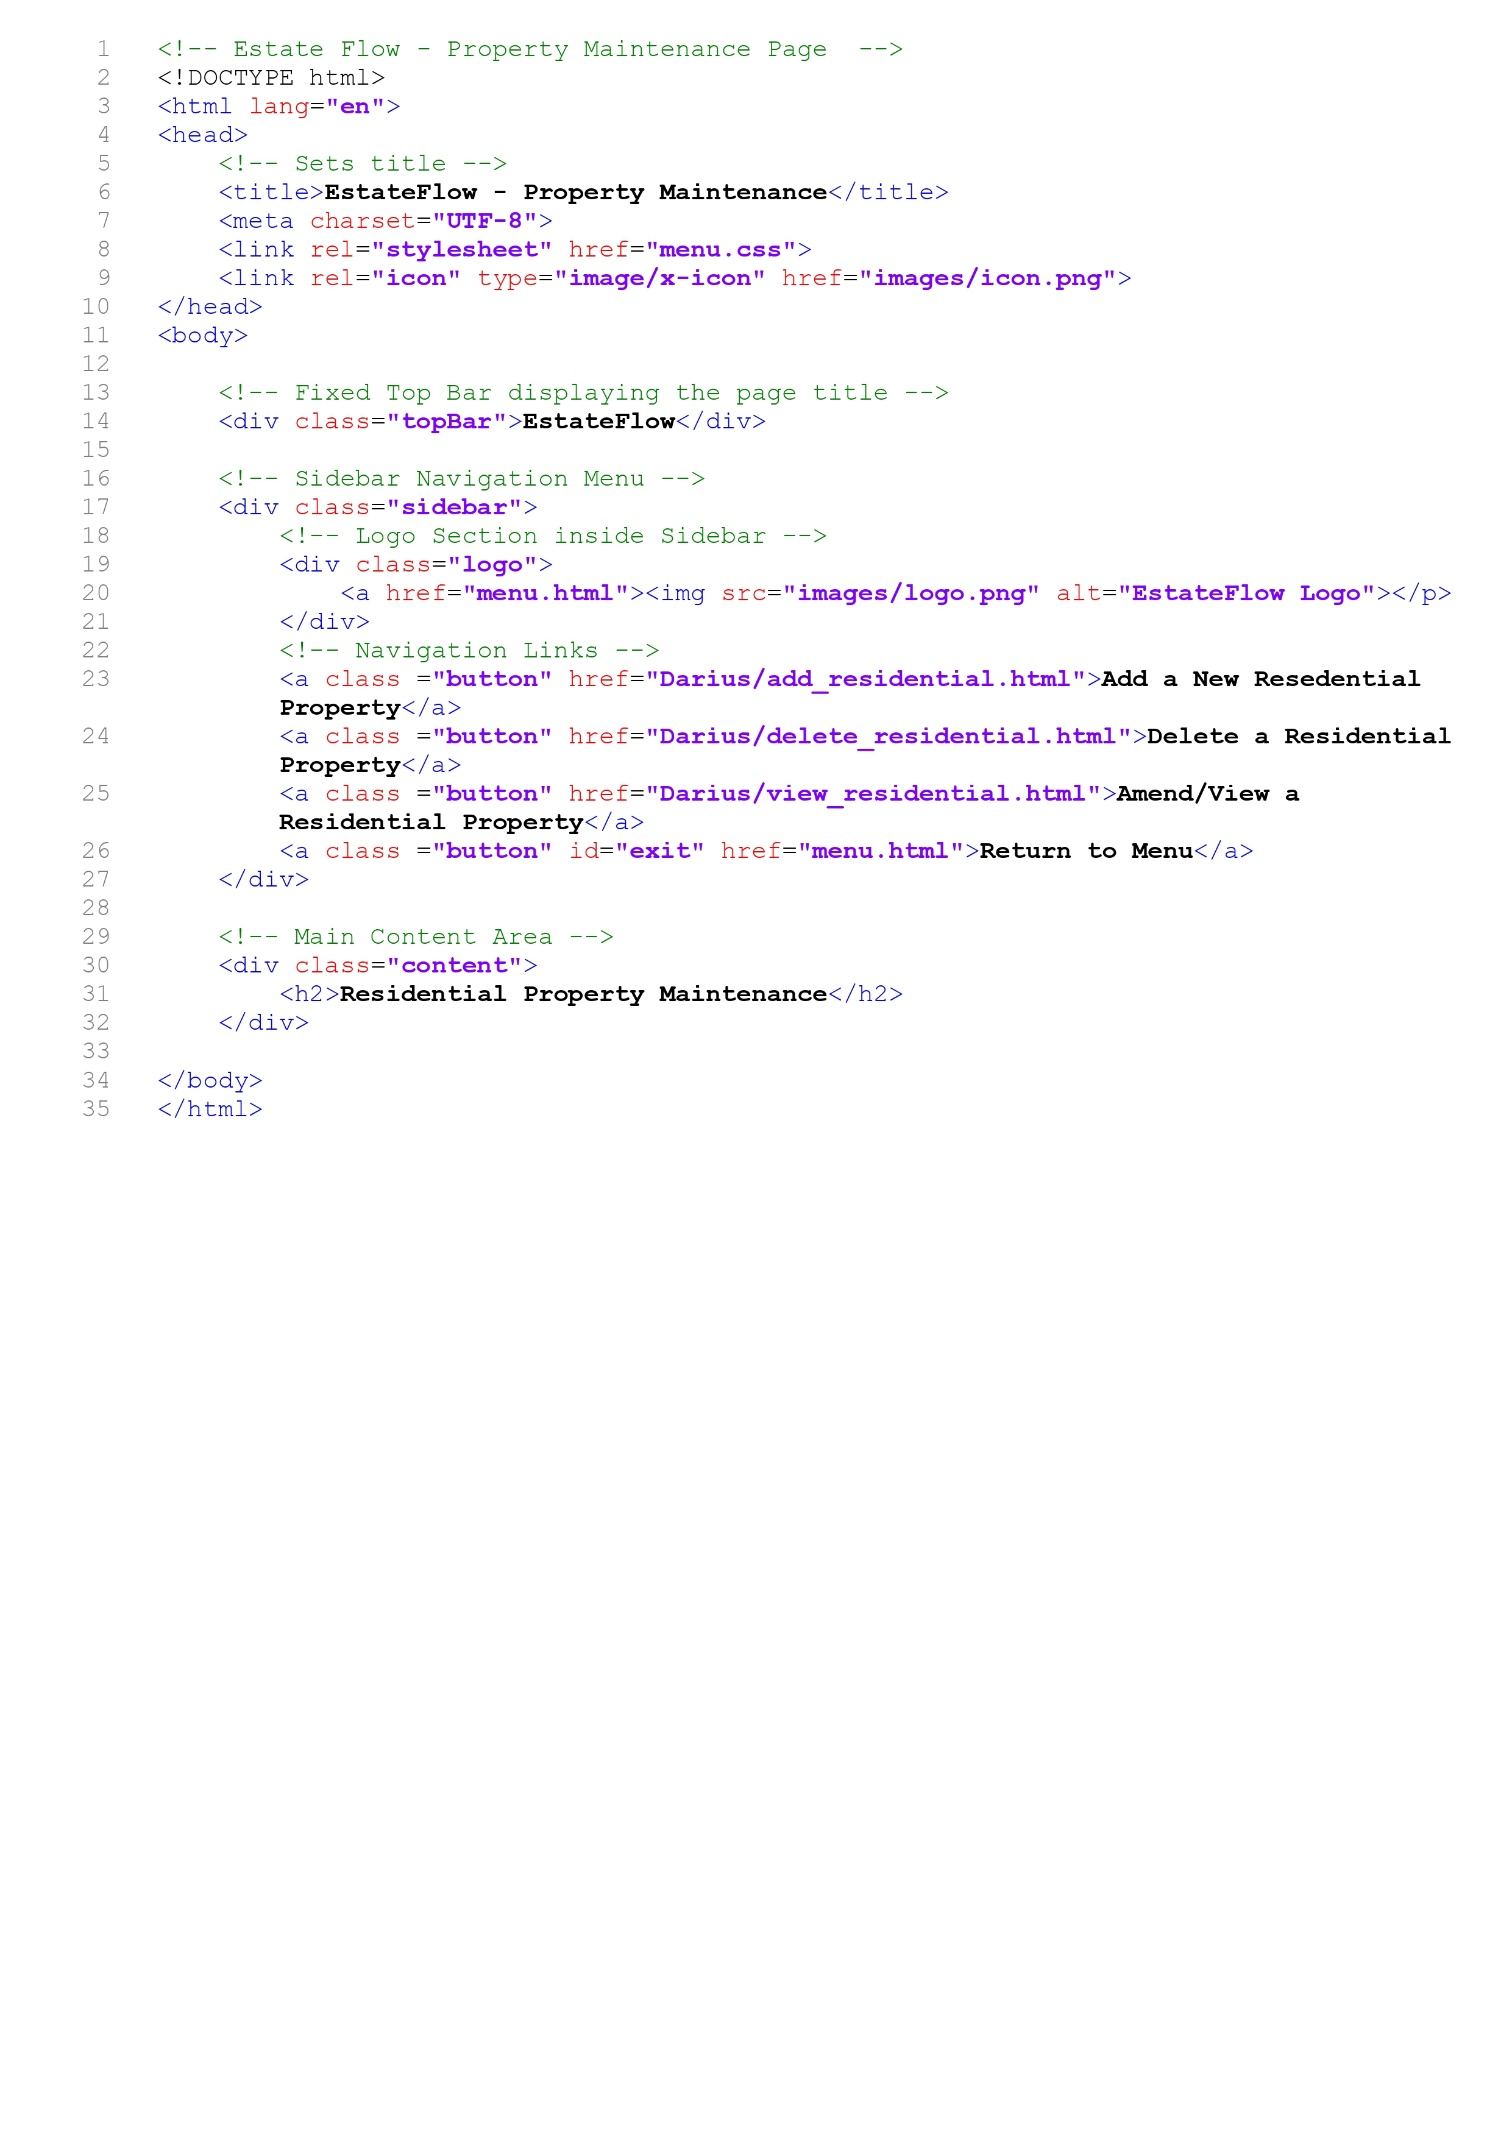 1 <!-- Estate Flow - Property Maintenance Page  -->
2 <!DOCTYPE html>
3 <html lang="en">
4 <head>
5     <!-- Sets title -->
6     <title>EstateFlow - Property Maintenance</title>
7     <meta charset="UTF-8">
8     <link rel="stylesheet" href="menu.css">
9     <link rel="icon" type="image/x-icon" href="images/icon.png">
10 </head>
11 <body>
12
13     <!-- Fixed Top Bar displaying the page title -->
14     <div class="topBar">EstateFlow</div>
15
16     <!-- Sidebar Navigation Menu -->
17     <div class="sidebar">
18         <!-- Logo Section inside Sidebar -->
19         <div class="logo">
20             <a href="menu.html"><img src="images/logo.png" alt="EstateFlow Logo"></p>
21         </div>
22         <!-- Navigation Links -->
23         <a class ="button" href="Darius/add_residential.html">Add a New Resedential
Property</a>
24         <a class ="button" href="Darius/delete_residential.html">Delete a Residential
Property</a>
25         <a class ="button" href="Darius/view_residential.html">Amend/View a
Residential Property</a>
26         <a class ="button" id="exit" href="menu.html">Return to Menu</a>
27     </div>
28
29     <!-- Main Content Area -->
30     <div class="content">
31         <h2>Residential Property Maintenance</h2>
32     </div>
33
34 </body>
35 </html>